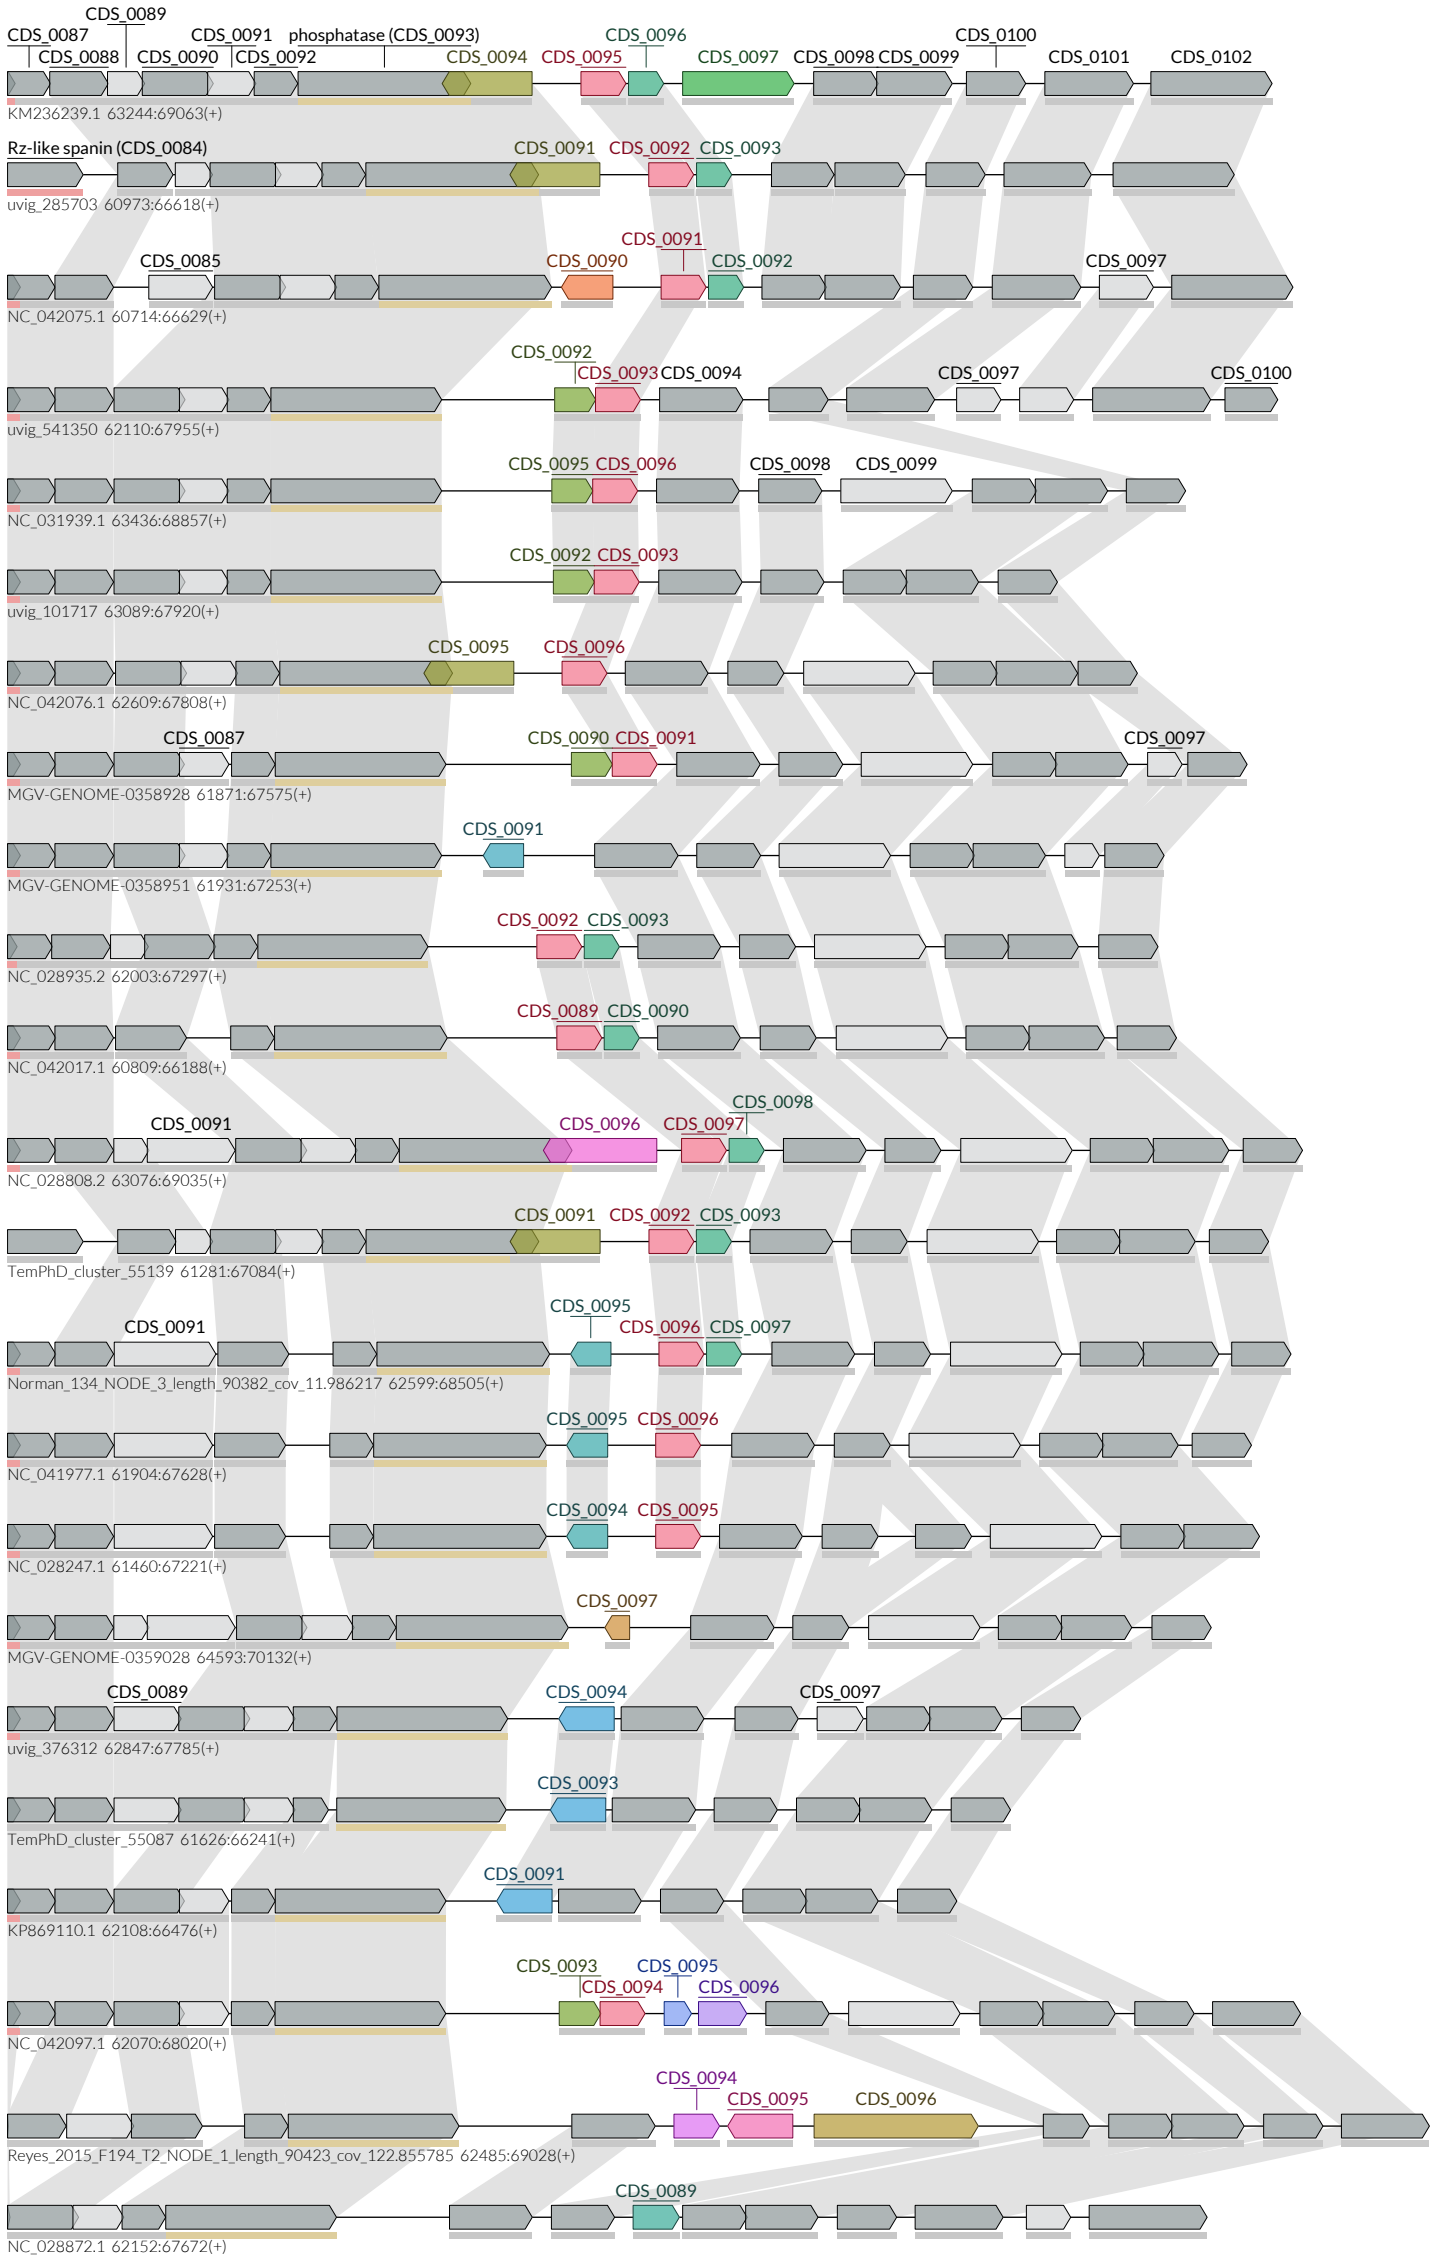 CDS_0089
CDS_0087 CDS_0091 phosphatase (CDS_0093) CDS_0096 CDS_0100
CDS_0088 CDS_0090 CDS_0092 CDS_0094 CDS_0095 CDS_0097 CDS_0098 CDS_0099 CDS_0101 CDS_0102
KM236239.1 63244:69063(+)
Rz-like spanin (CDS_0084) CDS_0091 CDS_0092 CDS_0093
uvig_285703 60973:66618(+)
CDS_0091
CDS_0085 CDS_0090 CDS_0092 CDS_0097
NC_042075.1 60714:66629(+)
CDS_0092
CDS_0093 CDS_0094 CDS_0097 CDS_0100
uvig_541350 62110:67955(+)
CDS_0095 CDS_0096 CDS_0098 CDS_0099
NC_031939.1 63436:68857(+)
CDS_0092 CDS_0093
uvig_101717 63089:67920(+)
CDS_0095 CDS_0096
NC_042076.1 62609:67808(+)
CDS_0087 CDS_0090 CDS_0091 CDS_0097
MGV-GENOME-0358928 61871:67575(+)
CDS_0091
MGV-GENOME-0358951 61931:67253(+)
CDS_0092 CDS_0093
NC_028935.2 62003:67297(+)
CDS_0089 CDS_0090
NC_042017.1 60809:66188(+)
CDS_0098
CDS_0091 CDS_0096 CDS_0097
NC_028808.2 63076:69035(+)
CDS_0091 CDS_0092 CDS_0093
TemPhD_cluster_55139 61281:67084(+)
CDS_0095
CDS_0091 CDS_0096 CDS_0097
Norman_134_NODE_3_length_90382_cov_11.986217 62599:68505(+)
CDS_0095 CDS_0096
NC_041977.1 61904:67628(+)
CDS_0094 CDS_0095
NC_028247.1 61460:67221(+)
CDS_0097
MGV-GENOME-0359028 64593:70132(+)
CDS_0089 CDS_0094 CDS_0097
uvig_376312 62847:67785(+)
CDS_0093
TemPhD_cluster_55087 61626:66241(+)
CDS_0091
KP869110.1 62108:66476(+)
CDS_0093 CDS_0095
CDS_0094 CDS_0096
NC_042097.1 62070:68020(+)
CDS_0094
CDS_0095 CDS_0096
Reyes_2015_F194_T2_NODE_1_length_90423_cov_122.855785 62485:69028(+)
CDS_0089
NC_028872.1 62152:67672(+)